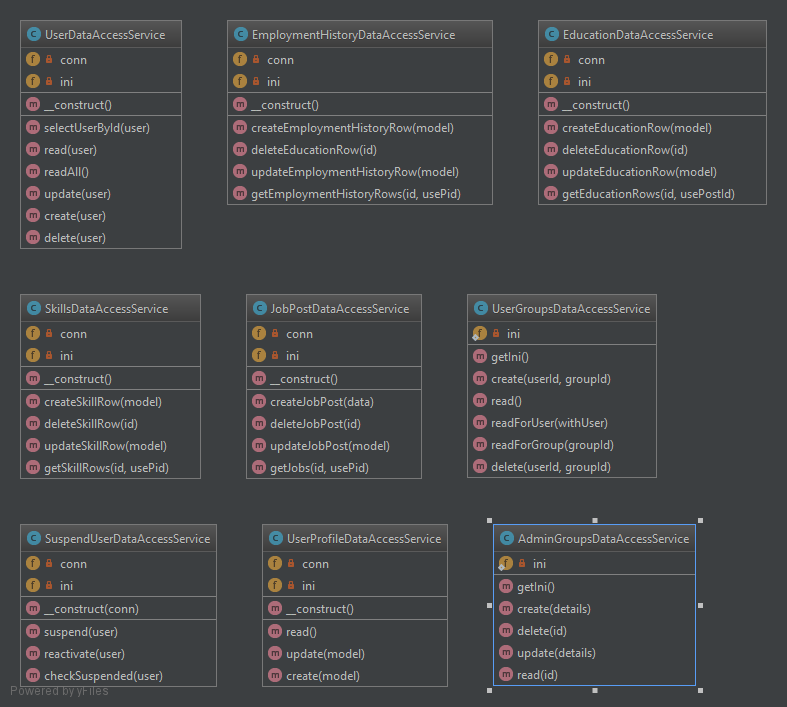 UserDataAccessService
conn
ini
__construct()
selectUserById(user)
read(user)
readAll()
update(user)
create(user)
delete(user)
EmploymentHistoryDataAccessService
conn
ini
__construct()
createEmploymentHistoryRow(model)
deleteEducationRow(id)
updateEmploymentHistoryRow(model)
getEmploymentHistoryRows(id, usePid)
EducationDataAccessService
conn
ini
__construct()
createEducationRow(model)
deleteEducationRow(id)
updateEducationRow(model)
getEducationRows(id, usePostId)
SkillsDataAccessService
conn
ini
__construct()
createSkillRow(model)
deleteSkillRow(id)
updateSkillRow(model)
getSkillRows(id, usePid)
JobPostDataAccessService
conn
ini
__construct()
createJobPost(data)
deleteJobPost(id)
updateJobPost(model)
getJobs(id, usePid)
UserGroupsDataAccessService
ini
getIni()
create(userId, groupId)
read()
readForUser(withUser)
readForGroup(groupId)
delete(userId, groupId)
SuspendUserDataAccessService
conn
ini
__construct(conn)
suspend(user)
reactivate(user)
checkSuspended(user)
UserProfileDataAccessService
conn
ini
__construct()
read()
update(model)
create(model)
AdminGroupsDataAccessService
ini
getIni()
create(details)
delete(id)
update(details)
read(id)
Powered by yFiles